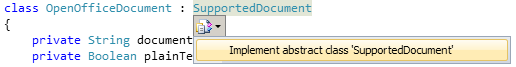 class OpenOfficeDocument : SupportedDocument
{
private String document
Implement abstract class 'SupportedDocument'
private Boolean plainTe